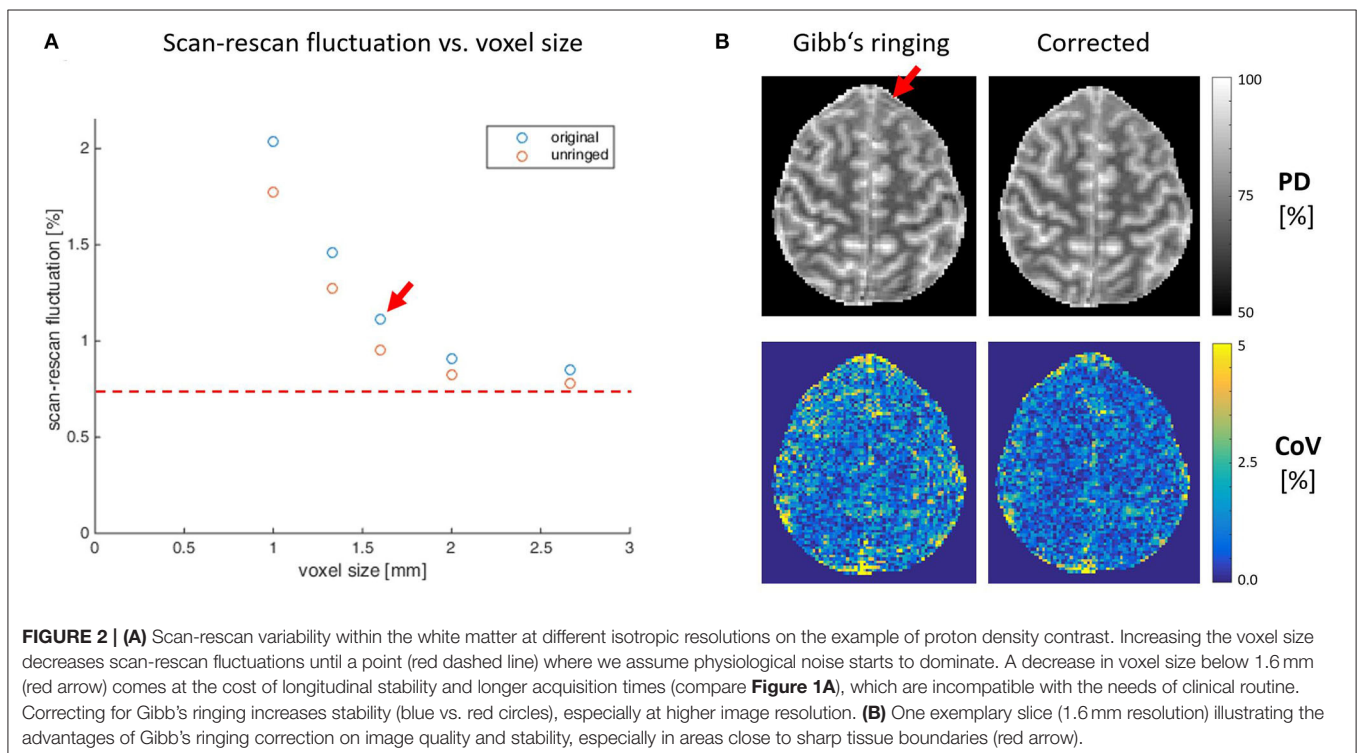 A
Scan-rescan fluctuation vs. voxel size
scan-rescan fluctuation [%]
2
1.5
1
0.5
0
original
unringed
0 0.5 1 1.5 2 2.5 3
voxel size [mm]
B
Gibb's ringing
Corrected
100
75
50
PD
[%]
5
2.5
0.0
CoV
[%]
FIGURE 2 | (A) Scan-rescan variability within the white matter at different isotropic resolutions on the example of proton density contrast. Increasing the voxel size
decreases scan-rescan fluctuations until a point (red dashed line) where we assume physiological noise starts to dominate. A decrease in voxel size below 1.6 mm
(red arrow) comes at the cost of longitudinal stability and longer acquisition times (compare Figure 1A), which are incompatible with the needs of clinical routine.
Correcting for Gibb's ringing increases stability (blue vs. red circles), especially at higher image resolution. (B) One exemplary slice (1.6 mm resolution) illustrating the
advantages of Gibb's ringing correction on image quality and stability, especially in areas close to sharp tissue boundaries (red arrow).